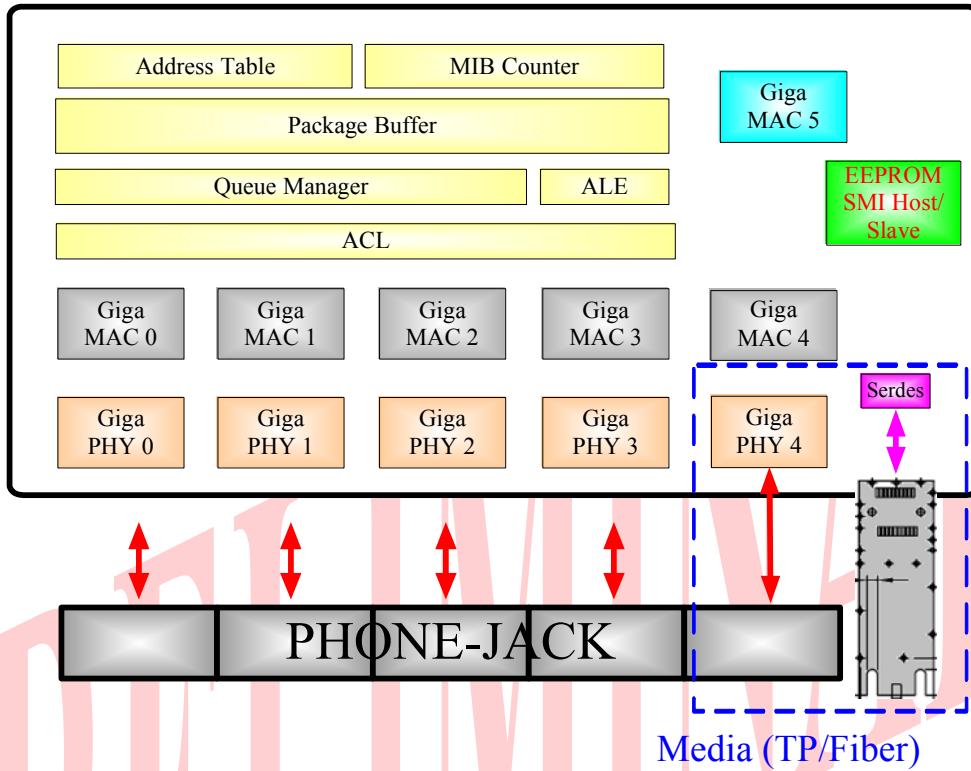 Address Table
MIB Counter
Giga
MAC 5
Package Buffer
Queue Manager
ALE
EEPROM
SMI Host/
Slave
ACL
Giga
MAC 0
Giga
MAC 1
Giga
MAC 2
Giga
MAC 3
Giga
MAC 4
Serdes
Giga
PHY 0
Giga
PHY 1
Giga
PHY 2
Giga
PHY 3
Giga
PHY 4
PHONE-JACK
Media (TP/Fiber)